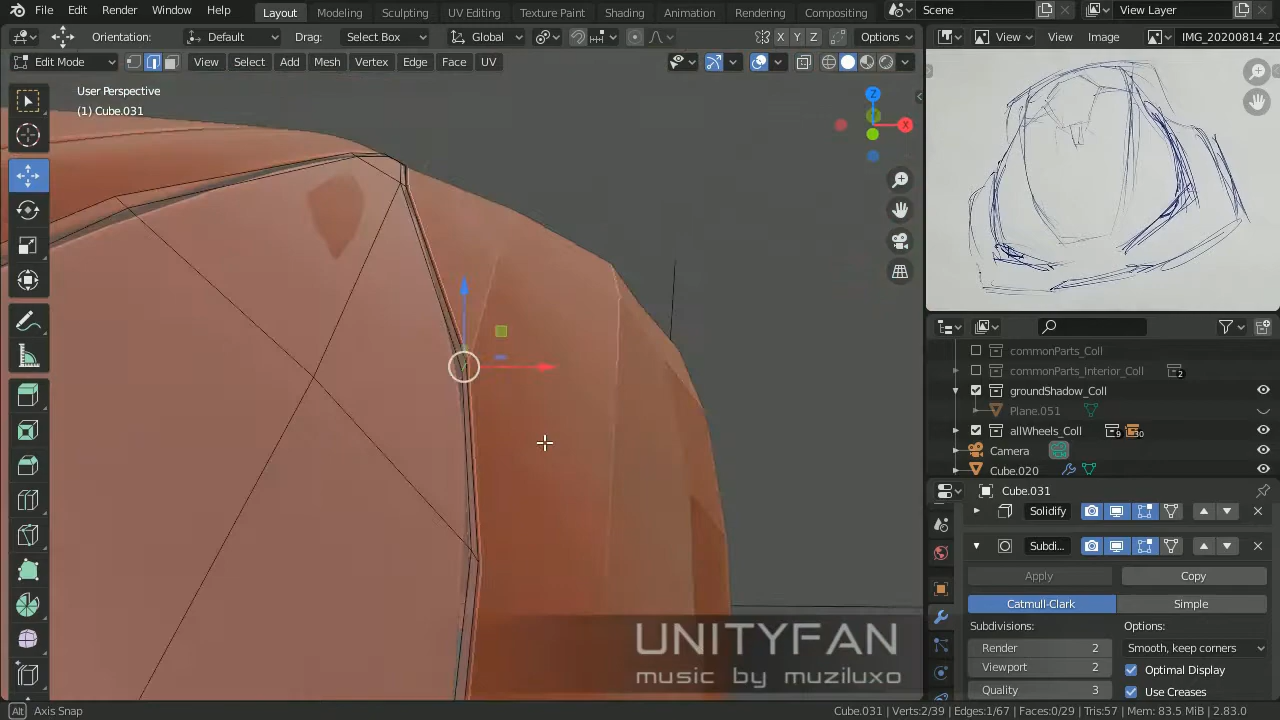 File Edit Render Window Help Layout Modeling Sculpting UV Editing Texture Paint Shading Animation Rendering Compositing Scene View Layer
Orientation: Default Drag: Select Box Global X Y Z Options View View Image IMG_20200814_20
Edit Mode View Select Add Mesh Vertex Edge Face UV
User Perspective
(1) Cube.031
Z
X
commonParts_Coll
commonParts_Interior_Coll 2
groundShadow_Coll
Plane.051
allWheels_Coll 9 30
Camera
Cube.020
Cube.031
Solidify
Subdi...
Apply Copy
Catmull-Clark Simple
Subdivisions: Options:
Render 2 Smooth, keep corners
Viewport 2 Optimal Display
Quality 3 Use Creases
UNITYFAN
music by muziluxo
Alt Axis Snap Cube.031 | Verts:2/39 | Edges:1/67 | Faces:0/29 | Tris:57 | Mem: 83.5 MiB | 2.83.0